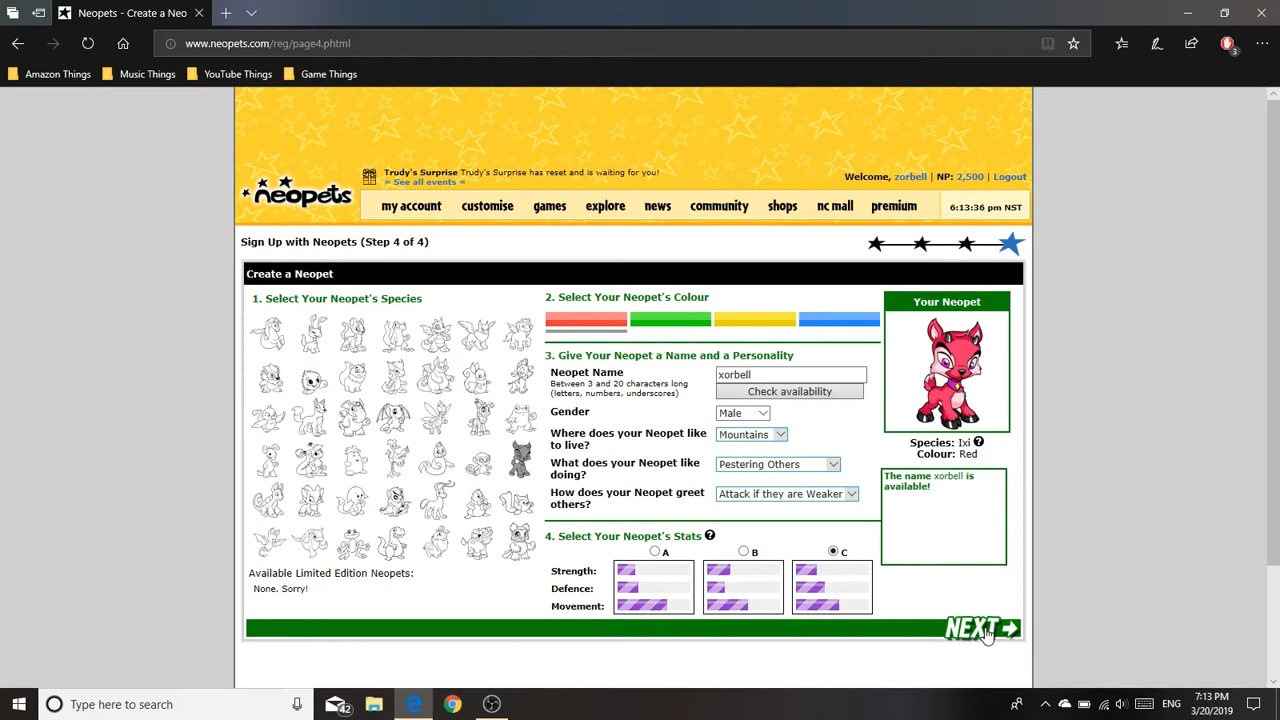 Neopets - Create a Neo
www.neopets.com/reg/page4.phtml
3
Amazon Things
Music Things
YouTube Things
Game Things
Trudy's Surprise Trudy's Surprise has reset and is waiting for you!
» See all events «
Welcome, zorbell | NP: 2,500 | Logout
neopets
my account
customise
games
explore
news
community
shops
nc mall
premium
6:13:36 pm NST
Sign Up with Neopets (Step 4 of 4)
Create a Neopet
1. Select Your Neopet's Species
Available Limited Edition Neopets:
None. Sorry!
2. Select Your Neopet's Colour
3. Give Your Neopet a Name and a Personality
Neopet Name
Between 3 and 20 characters long
(letters, numbers, underscores)
xorbell
Check availability
Gender
Male
Where does your Neopet like
to live?
Mountains
What does your Neopet like
doing?
Pestering Others
How does your Neopet greet
others?
Attack if they are Weaker
4. Select Your Neopet's Stats ?
A
B
C
Strength:
Defence:
Movement:
Your Neopet
Species: Ixi ?
Colour: Red
The name xorbell is
available!
NEXT
Type here to search
42
ENG
7:13 PM
3/20/2019